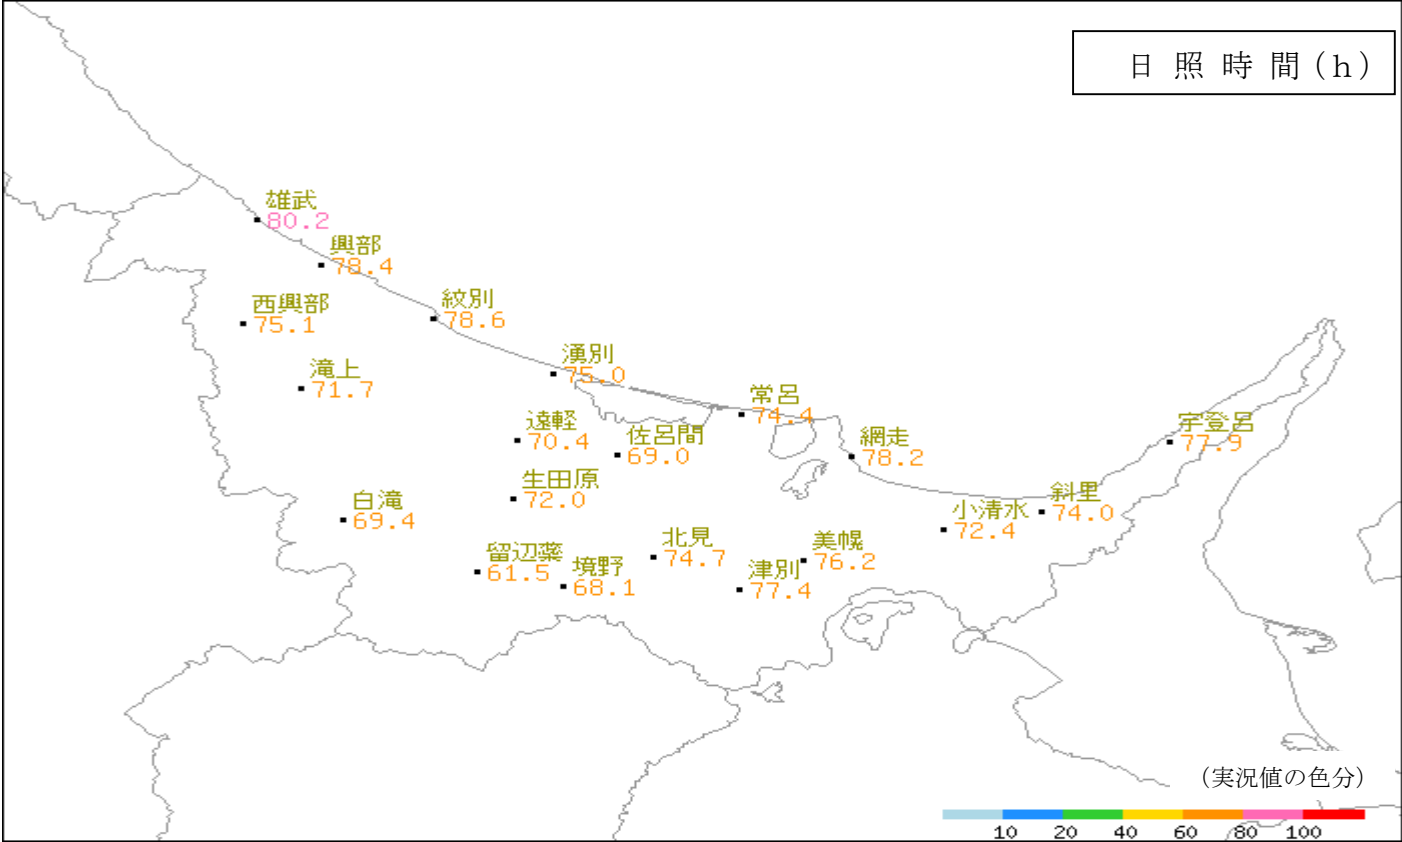 日照時間(h)
雄武
80.2
興部
78.4
西興部
75.1
紋別
78.6
滝上
71.7
湧別
75.0
常呂
74.4
遠軽
70.4
佐呂間
69.0
網走
78.2
宇登呂
77.9
生田原
72.0
白滝
69.4
斜里
74.0
小清水
72.4
留辺蘂
61.5
境野
68.1
北見
74.7
美幌
76.2
津別
77.4
(実況値の色分)
10 20 40 60 80 100